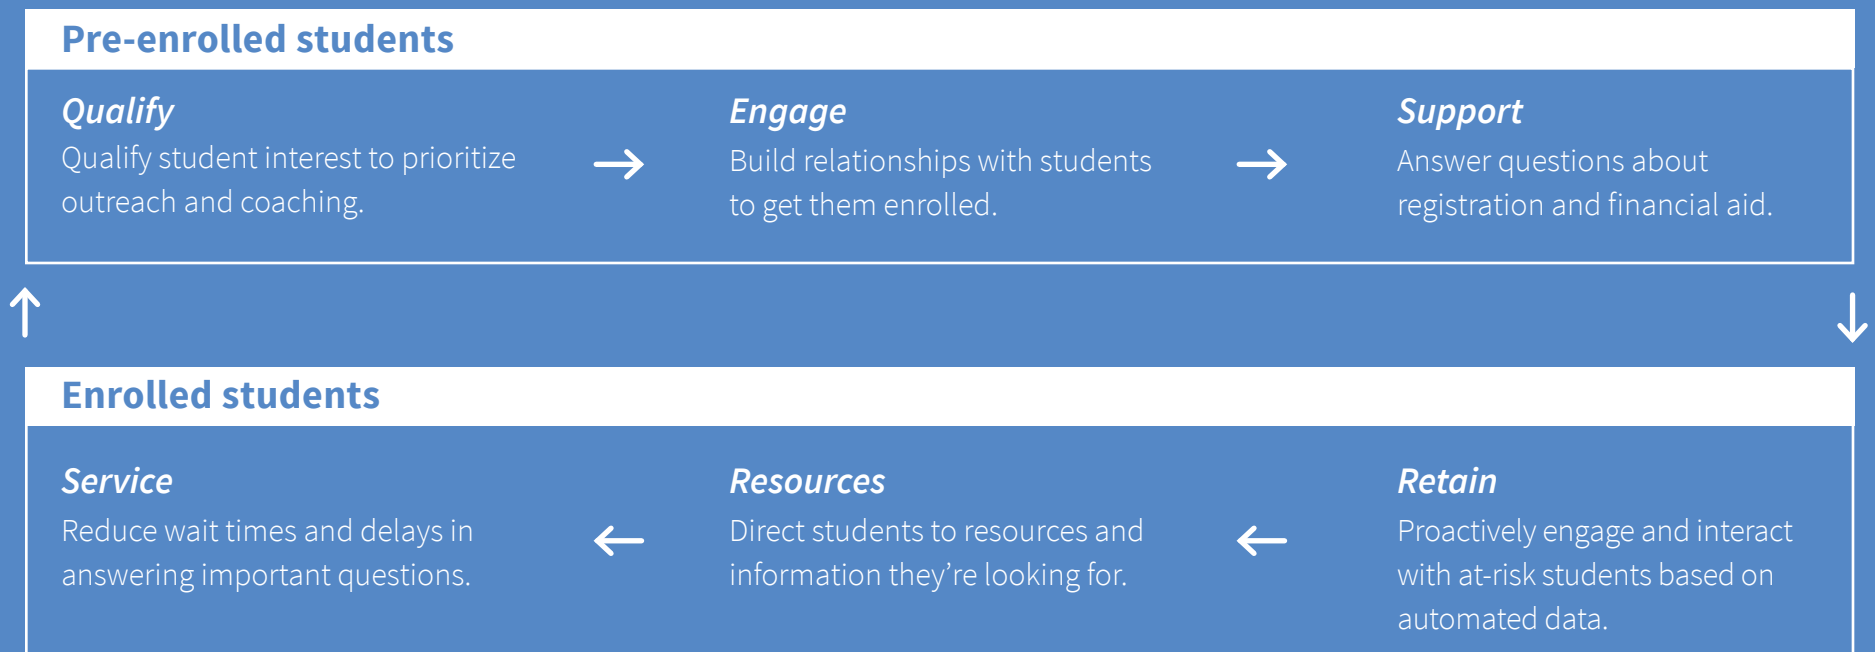 Pre-enrolled students
Qualify
Qualify student interest to prioritize
outreach and coaching.
Engage
Build relationships with students
to get them enrolled.
Support
Answer questions about
registration and financial aid.
Enrolled students
Service
Reduce wait times and delays in
answering important questions.
Resources
Direct students to resources and
information they’re looking for.
Retain
Proactively engage and interact
with at-risk students based on
automated data.